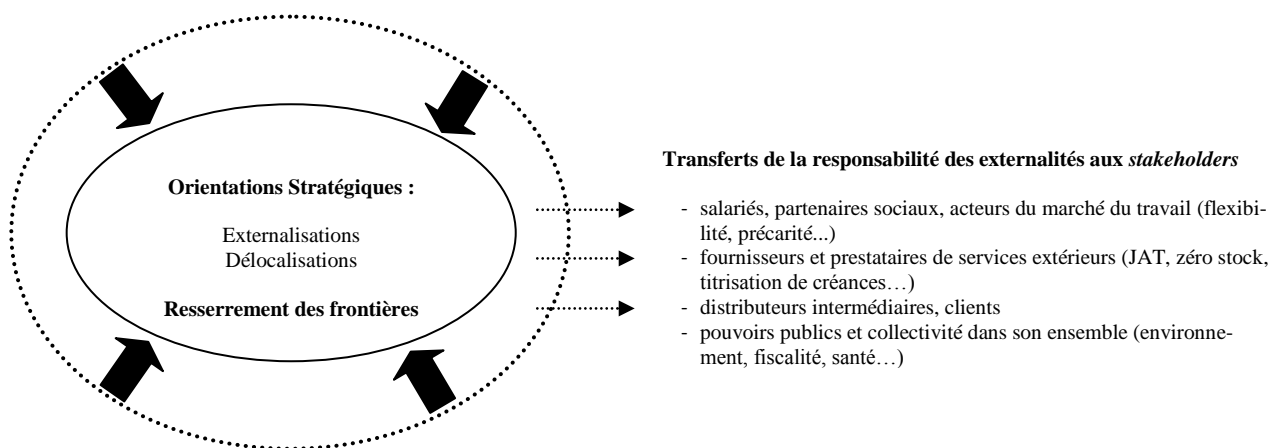 Orientations Stratégiques :
Externalisations
Délocalisations
Resserrement des frontières
Transferts de la responsabilité des externalités aux stakeholders
- salariés, partenaires sociaux, acteurs du marché du travail (flexibi-
lité, précarité...)
- fournisseurs et prestataires de services extérieurs (JAT, zéro stock,
titrisation de créances…)
- distributeurs intermédiaires, clients
- pouvoirs publics et collectivité dans son ensemble (environne-
ment, fiscalité, santé…)